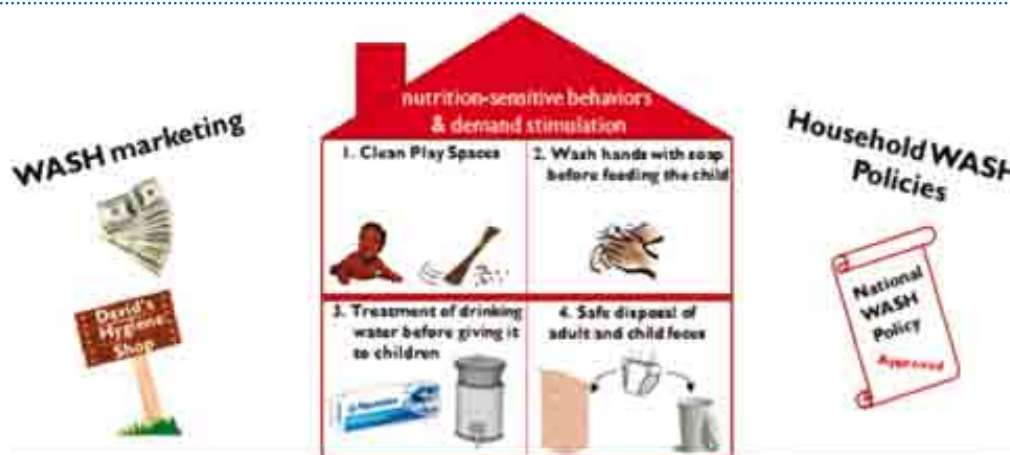 WASH marketing
David's
Hygiene
Shop
nutrition-sensitive behaviors
& demand stimulation
1. Clean Play Spaces
2. Wash hands with soap
before feeding the child
3. Treatment of drinking
water before giving it
to children
4. Safe disposal of
adult and child feces
Household WASH
Policies
National
WASH
Policy
Approved